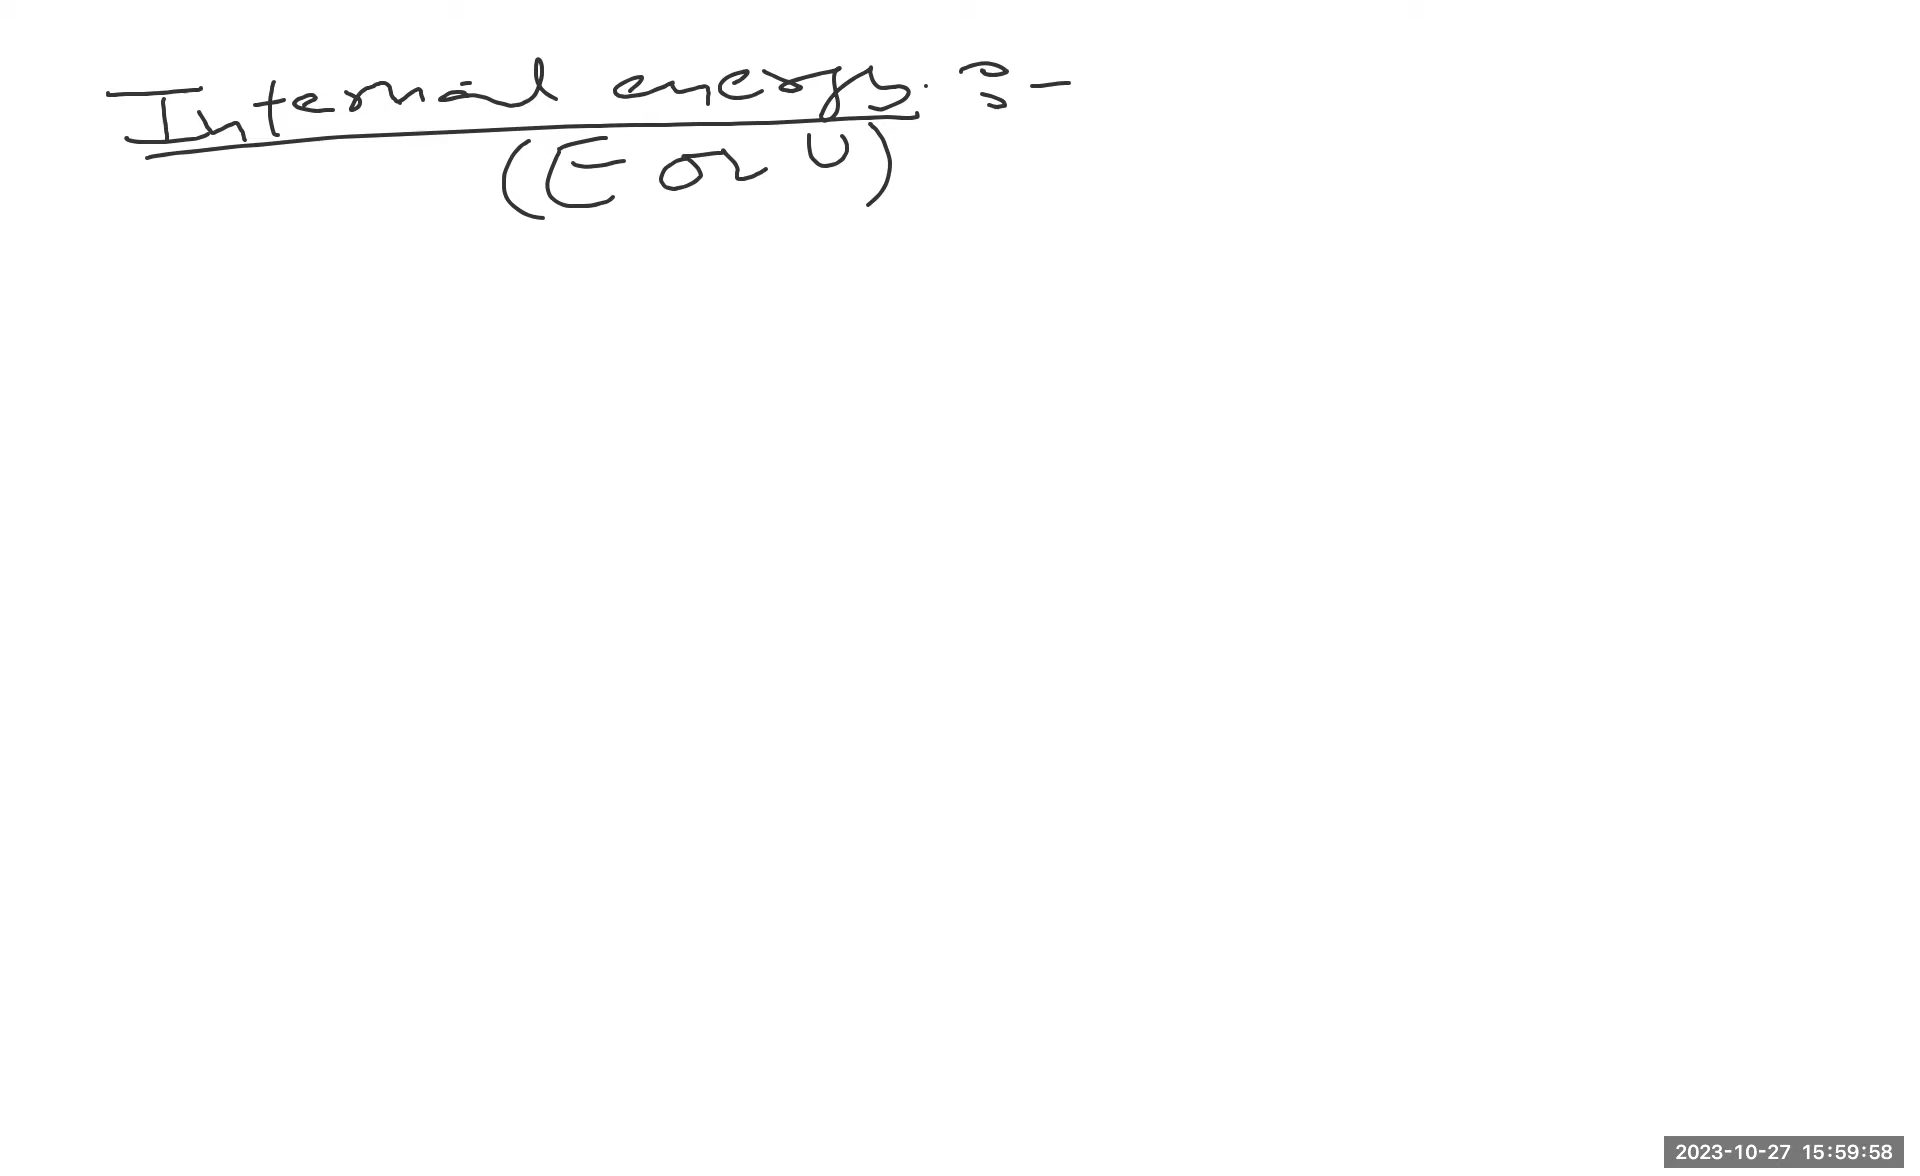 Internal energy :-
(E or U)
2023-10-27 15:59:58